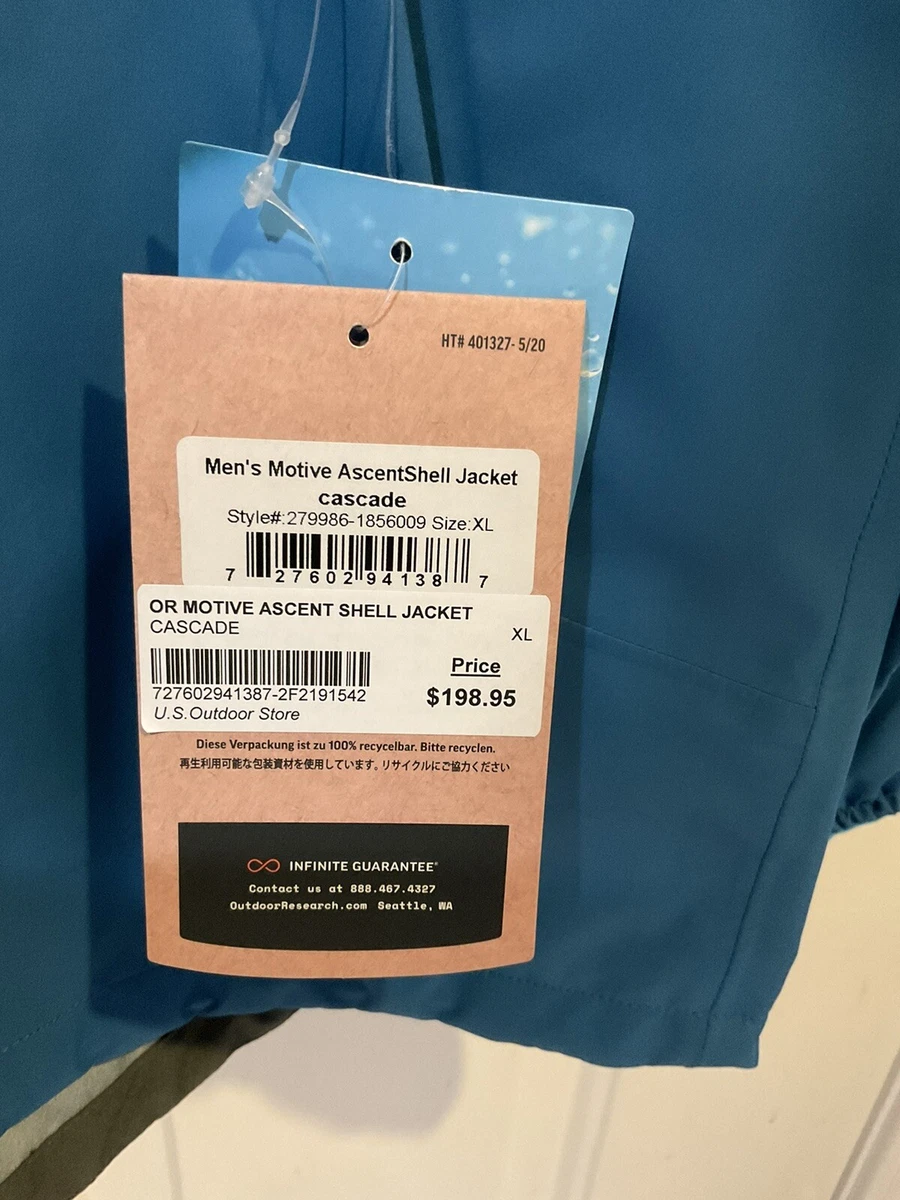 HT# 401327- 5/20
Men's Motive AscentShell Jacket
cascade
Style#:279986-1856009 Size:XL
7 27602 94138 7
OR MOTIVE ASCENT SHELL JACKET
CASCADE
XL
Price
727602941387-2F2191542
$198.95
U.S.Outdoor Store
Diese Verpackung ist zu 100% recycelbar. Bitte recyclen.
再生利用可能な包装資材を使用しています。リサイクルにご協力ください
INFINITE GUARANTEE®
Contact us at 888.467.4327
OutdoorResearch.com Seattle, WA